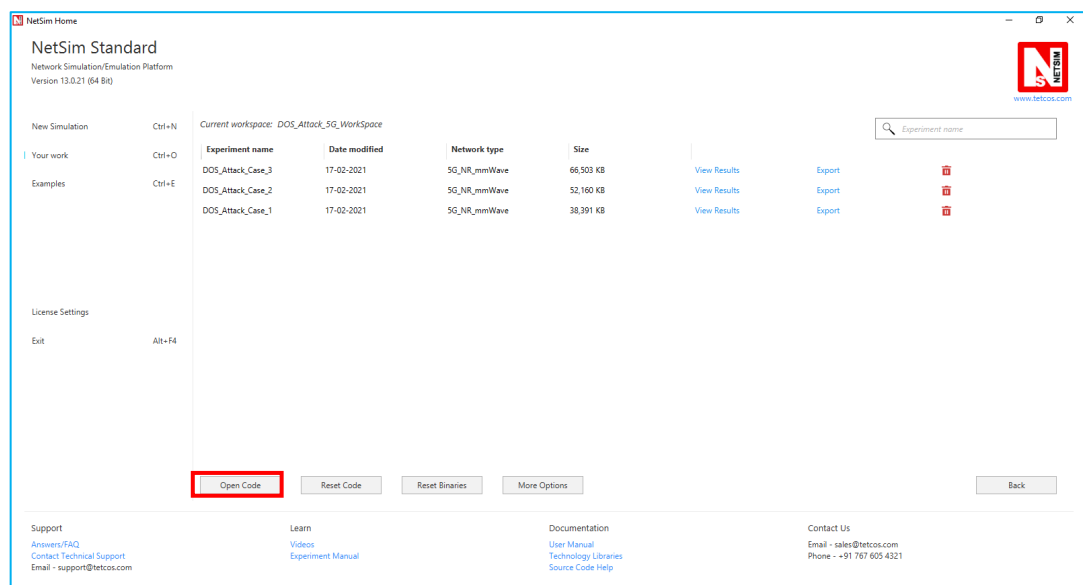 NetSim Home
NetSim Standard
Network Simulation/Emulation Platform
Version 13.0.21 (64 Bit)
N S NETSIM
www.tetcos.com
New Simulation Ctrl+N
Your work Ctrl+O
Examples Ctrl+E
License Settings
Exit Alt+F4
Current workspace: DOS_Attack_5G_WorkSpace
Experiment name
Experiment name Date modified Network type Size
DOS_Attack_Case_3 17-02-2021 5G_NR_mmWave 66,503 KB View Results Export
DOS_Attack_Case_2 17-02-2021 5G_NR_mmWave 52,160 KB View Results Export
DOS_Attack_Case_1 17-02-2021 5G_NR_mmWave 38,391 KB View Results Export
Open Code Reset Code Reset Binaries More Options Back
Support
Answers/FAQ
Contact Technical Support
Email - support@tetcos.com
Learn
Videos
Experiment Manual
Documentation
User Manual
Technology Libraries
Source Code Help
Contact Us
Email - sales@tetcos.com
Phone - +91 767 605 4321